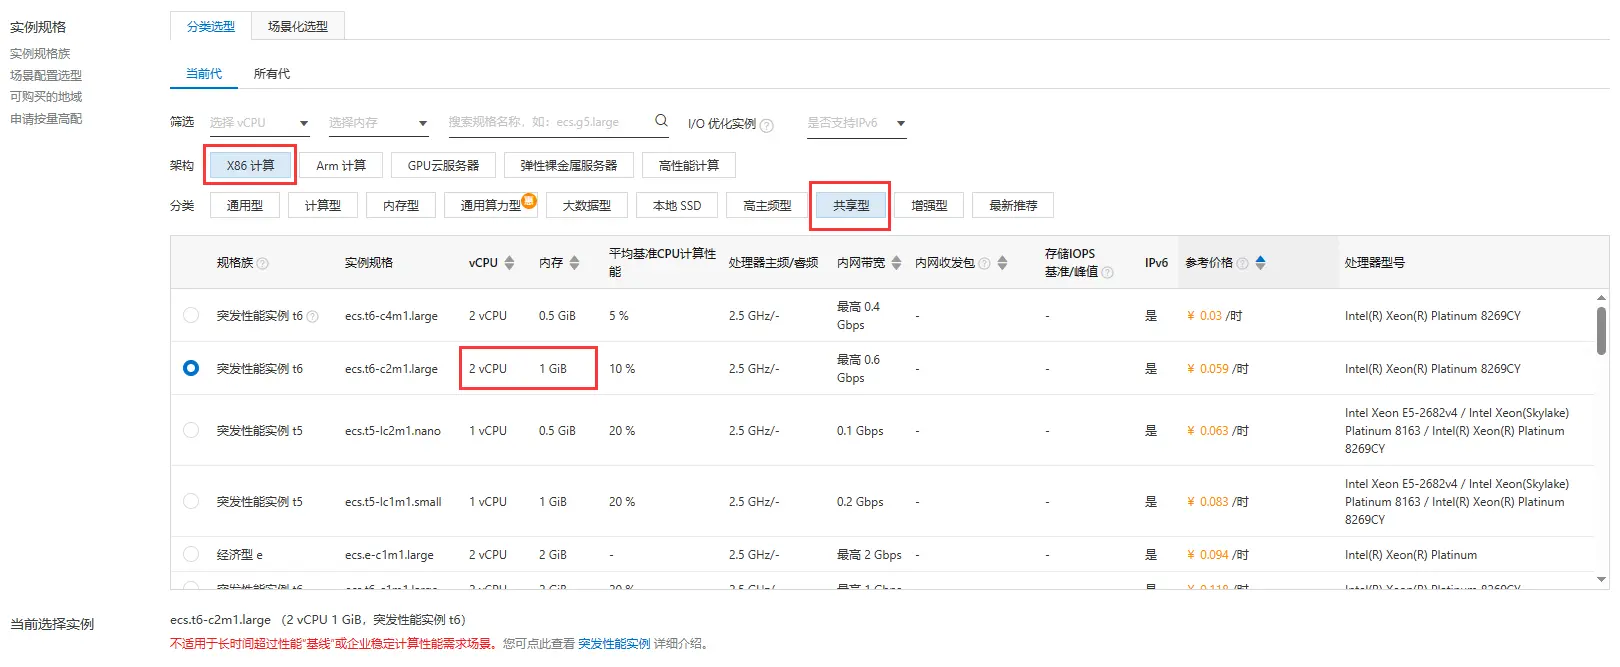 实例规格
实例规格族
场景配置选型
可购买的地域
申请按量高配
分类选型 场景化选型
当前代 所有代
筛选 选择 vCPU 选择内存 搜索规格名称，如：ecs.g5.large I/O 优化实例 是否支持IPv6
架构 X86 计算 Arm 计算 GPU云服务器 弹性裸金属服务器 高性能计算
分类 通用型 计算型 内存型 通用算力型 惠 大数据型 本地 SSD 高主频型 共享型 增强型 最新推荐
规格族 实例规格 vCPU 内存 平均基准CPU计算性能 处理器主频/睿频 内网带宽 内网收发包 存储IOPS 基准/峰值 IPv6 参考价格 处理器型号
突发性能实例 t6 ecs.t6-c4m1.large 2 vCPU 0.5 GiB 5 % 2.5 GHz/- 最高 0.4 Gbps - - 是 ¥ 0.03 /时 Intel(R) Xeon(R) Platinum 8269CY
突发性能实例 t6 ecs.t6-c2m1.large 2 vCPU 1 GiB 10 % 2.5 GHz/- 最高 0.6 Gbps - - 是 ¥ 0.059 /时 Intel(R) Xeon(R) Platinum 8269CY
突发性能实例 t5 ecs.t5-lc2m1.nano 1 vCPU 0.5 GiB 20 % 2.5 GHz/- 0.1 Gbps - - 是 ¥ 0.063 /时 Intel Xeon E5-2682v4 / Intel Xeon(Skylake) Platinum 8163 / Intel(R) Xeon(R) Platinum 8269CY
突发性能实例 t5 ecs.t5-lc1m1.small 1 vCPU 1 GiB 20 % 2.5 GHz/- 0.2 Gbps - - 是 ¥ 0.083 /时 Intel Xeon E5-2682v4 / Intel Xeon(Skylake) Platinum 8163 / Intel(R) Xeon(R) Platinum 8269CY
经济型 e ecs.e-c1m1.large 2 vCPU 2 GiB - 2.5 GHz/- 最高 2 Gbps - - 是 ¥ 0.094 /时 Intel(R) Xeon(R) Platinum
当前选择实例
ecs.t6-c2m1.large （2 vCPU 1 GiB，突发性能实例 t6）
不适用于长时间超过性能“基线”或企业稳定计算性能需求场景。您可点此查看 突发性能实例 详细介绍。